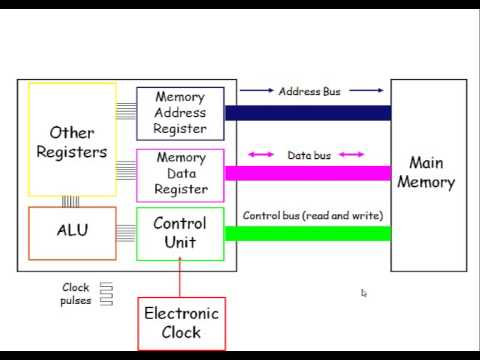 Memory
Address
Register
Address Bus
Other
Registers
Memory
Data
Register
Data bus
Main
Memory
ALU
Control
Unit
Control bus (read and write)
Clock
pulses
Electronic
Clock